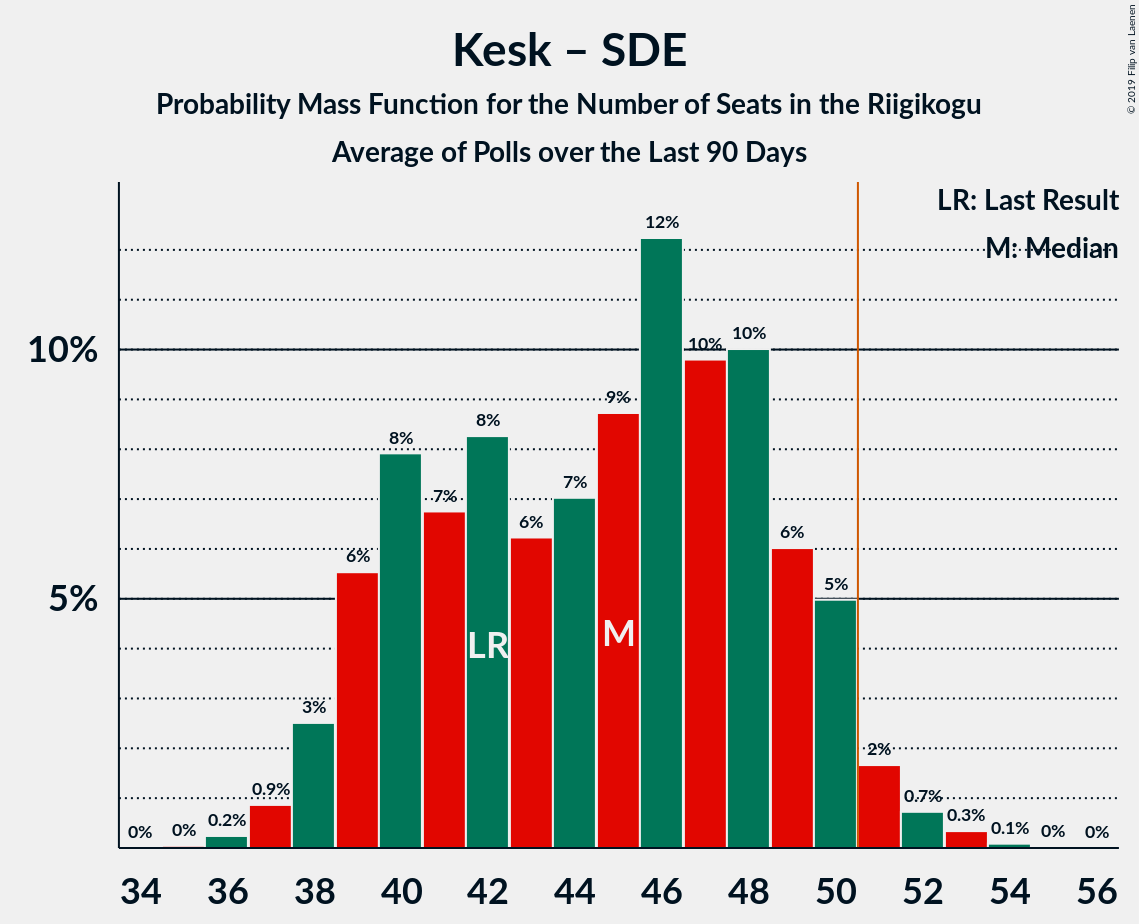 Kesk – SDE
Probability Mass Function for the Number of Seats in the Riigikogu
Average of Polls over the Last 90 Days
© 2019 Filip van Laenen
LR: Last Result
M: Median
12%
10%
10%
10%
9%
8%
8%
7%
7%
6%
6%
6%
5%
5%
LR
M
3%
2%
0.9%
0.7%
0.3%
0.2%
0.1%
0%
0%
0%
0%
34 36 38 40 42 44 46 48 50 52 54 56